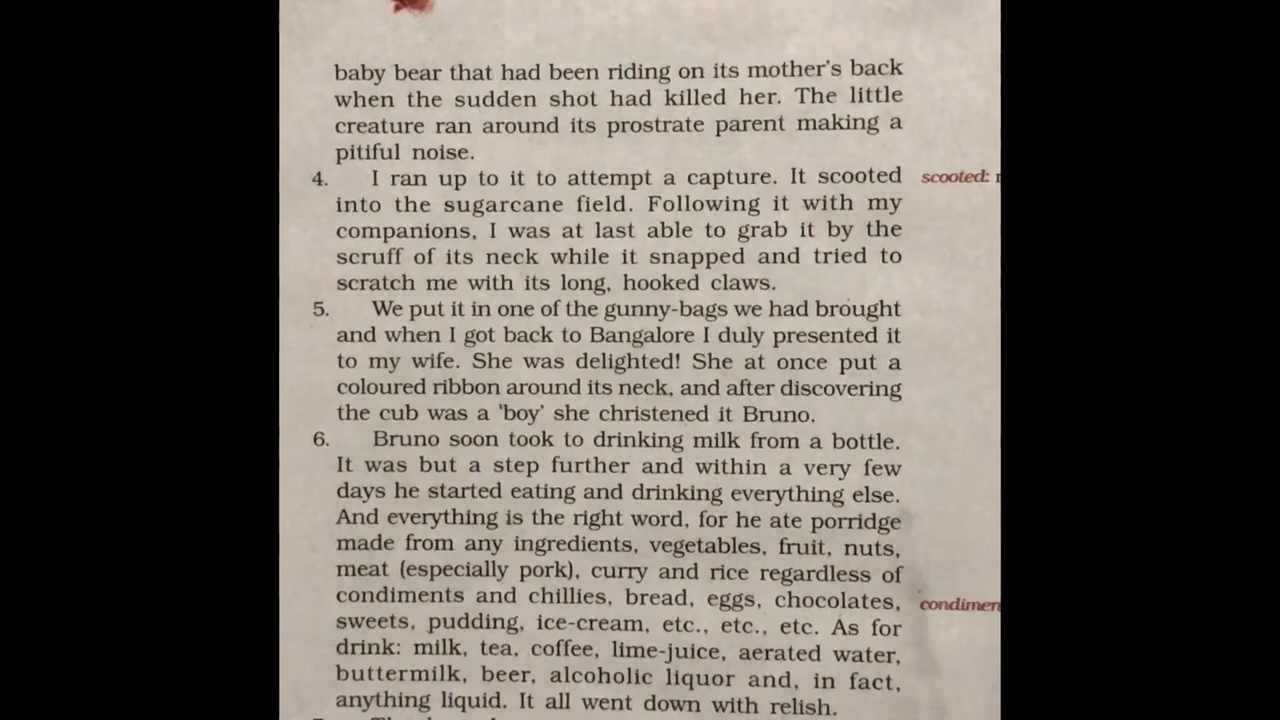 baby bear that had been riding on its mother's back
when the sudden shot had killed her. The little
creature ran around its prostrate parent making a
pitiful noise.
4. I ran up to it to attempt a capture. It scooted
scooted:
into the sugarcane field. Following it with my
companions, I was at last able to grab it by the
scruff of its neck while it snapped and tried to
scratch me with its long, hooked claws.
5. We put it in one of the gunny-bags we had brought
and when I got back to Bangalore I duly presented it
to my wife. She was delighted! She at once put a
coloured ribbon around its neck, and after discovering
the cub was a 'boy' she christened it Bruno.
6. Bruno soon took to drinking milk from a bottle.
It was but a step further and within a very few
days he started eating and drinking everything else.
And everything is the right word, for he ate porridge
made from any ingredients, vegetables, fruit, nuts,
meat (especially pork), curry and rice regardless of
condiments and chillies, bread, eggs, chocolates,
condimen
sweets, pudding, ice-cream, etc., etc., etc. As for
drink: milk, tea, coffee, lime-juice, aerated water,
buttermilk, beer, alcoholic liquor and, in fact,
anything liquid. It all went down with relish.